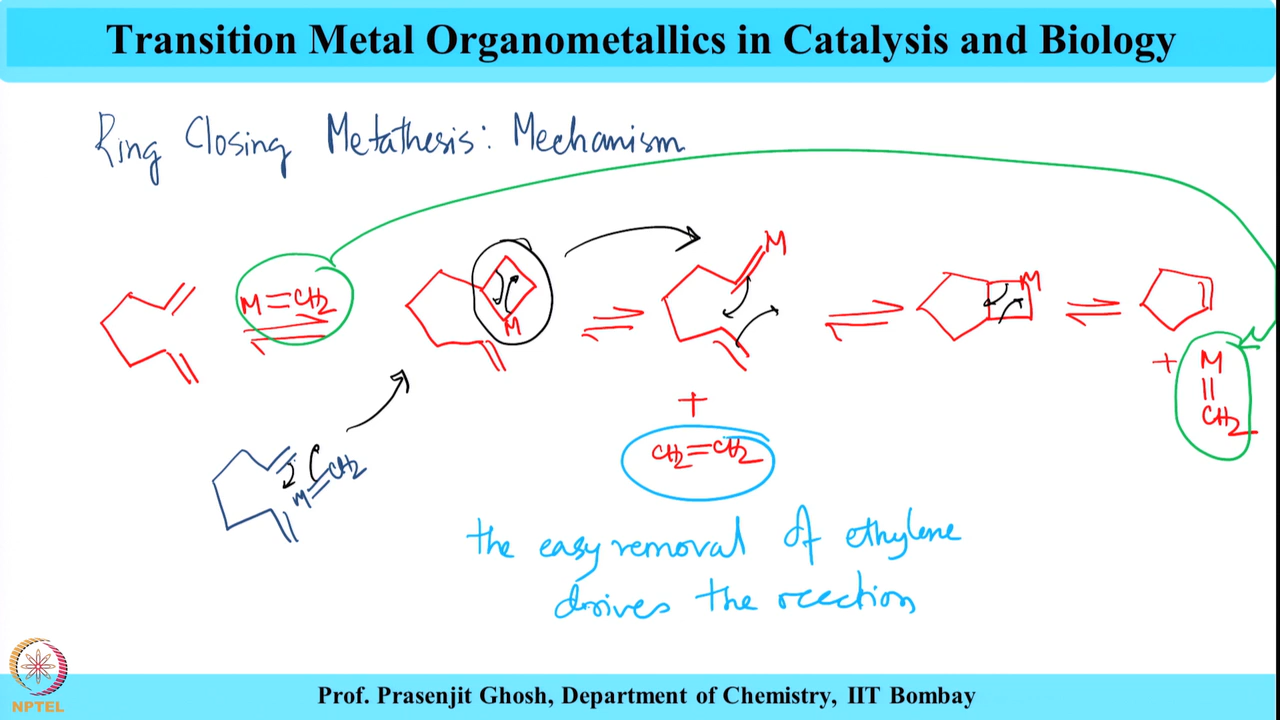 Transition Metal Organometallics in Catalysis and Biology
Ring Closing Metathesis: Mechanism
M=CH2
M
M
M
+
M
||
CH2
+
CH2=CH2
M=CH2
the easy removal of ethylene
drives the reaction
Prof. Prasenjit Ghosh, Department of Chemistry, IIT Bombay
NPTEL